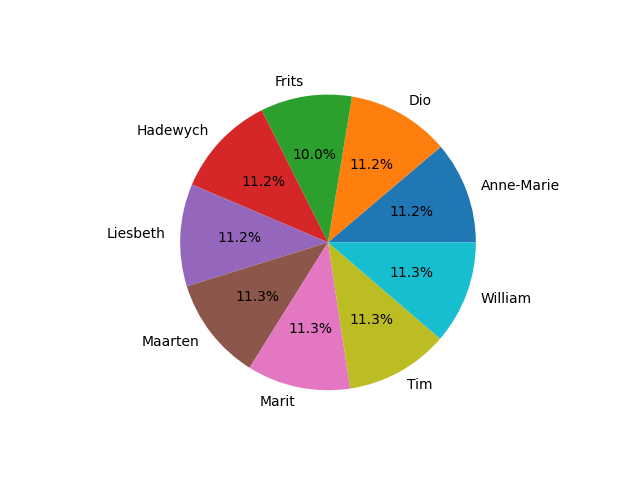 Frits
Dio
Hadewych
10.0%
11.2%
11.2%
Anne-Marie
11.2%
Liesbeth
11.2%
11.3%
William
11.3%
11.3%
11.3%
Maarten
Tim
Marit